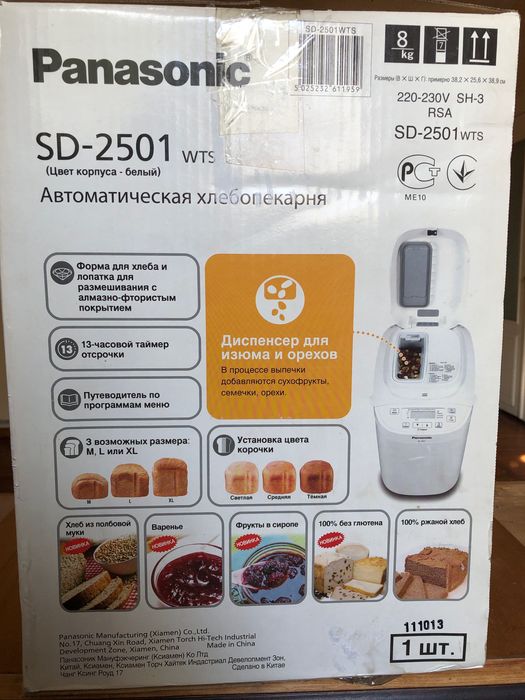 Panasonic
SD-2501WTS
5 025232 611959
8
kg
7
Размеры (В × Ш × Г): примерно 38,2 × 25,6 × 38,9 см
220-230V SH-3
RSA
SD-2501WTS
РСТ
ME10
SD-2501 WTS
(Цвет корпуса - белый)
Автоматическая хлебопекарня
Форма для хлеба и
лопатка для
размешивания с
алмазно-фтористым
покрытием
13
13-часовой таймер
отсрочки
Путеводитель по
программам меню
Диспенсер для
изюма и орехов
В процессе выпечки
добавляются сухофрукты,
семечки, орехи.
Panasonic
3 возможных размера:
M, L или XL
M L XL
Установка цвета
корочки
Светлая Средняя Тёмная
Хлеб из полбовой
муки
НОВИНКА
Варенье
НОВИНКА
Фрукты в сиропе
НОВИНКА
100% без глютена
НОВИНКА
100% ржаной хлеб
Panasonic Manufacturing (Xiamen) Co.,Ltd.
No.17, Chuang Xin Road, Xiamen Torch Hi-Tech Industrial
Development Zone, Xiamen, China Made in China
Панасоник Мануфэкчеринг (Ксиамен) Ко Лтд
Китай, Ксиамен, Ксиамен Торч Хайтек Индастриал Девелопмент Зон,
Чанг Ксинг Роуд 17 Сделано в Китае
111013
1 ШТ.